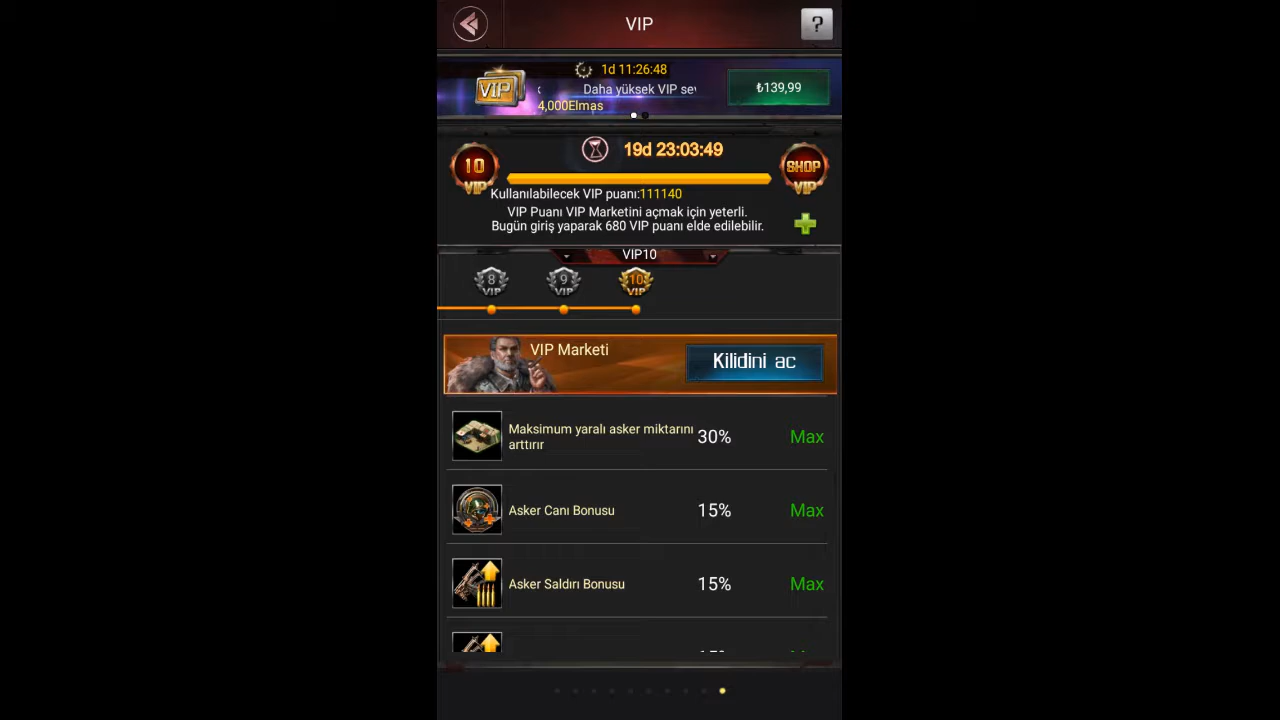 VIP
?
1d 11:26:48
VIP
Daha yüksek VIP sev
4,000Elmas
₺139,99
10
VIP
19d 23:03:49
SHOP
VIP
Kullanılabilecek VIP puanı:111140
VIP Puanı VIP Marketini açmak için yeterli.
Bugün giriş yaparak 680 VIP puanı elde edilebilir.
VIP10
8
VIP
9
VIP
10
VIP
VIP Marketi
Kilidini ac
Maksimum yaralı asker miktarını
arttırır
30%
Max
Asker Canı Bonusu
15%
Max
Asker Saldırı Bonusu
15%
Max